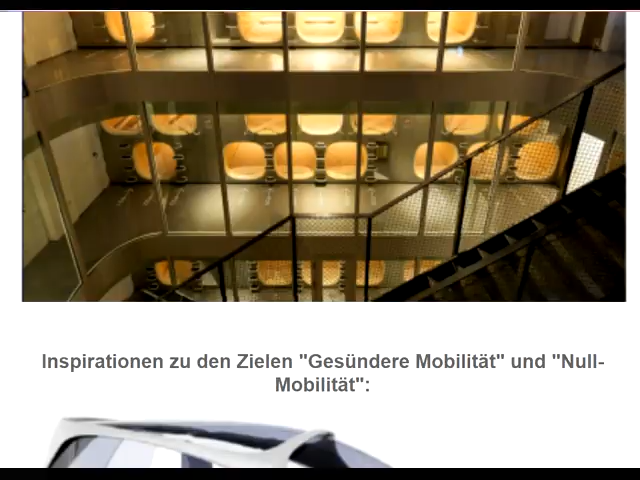 Inspirationen zu den Zielen "Gesündere Mobilität" und "Null-
Mobilität":